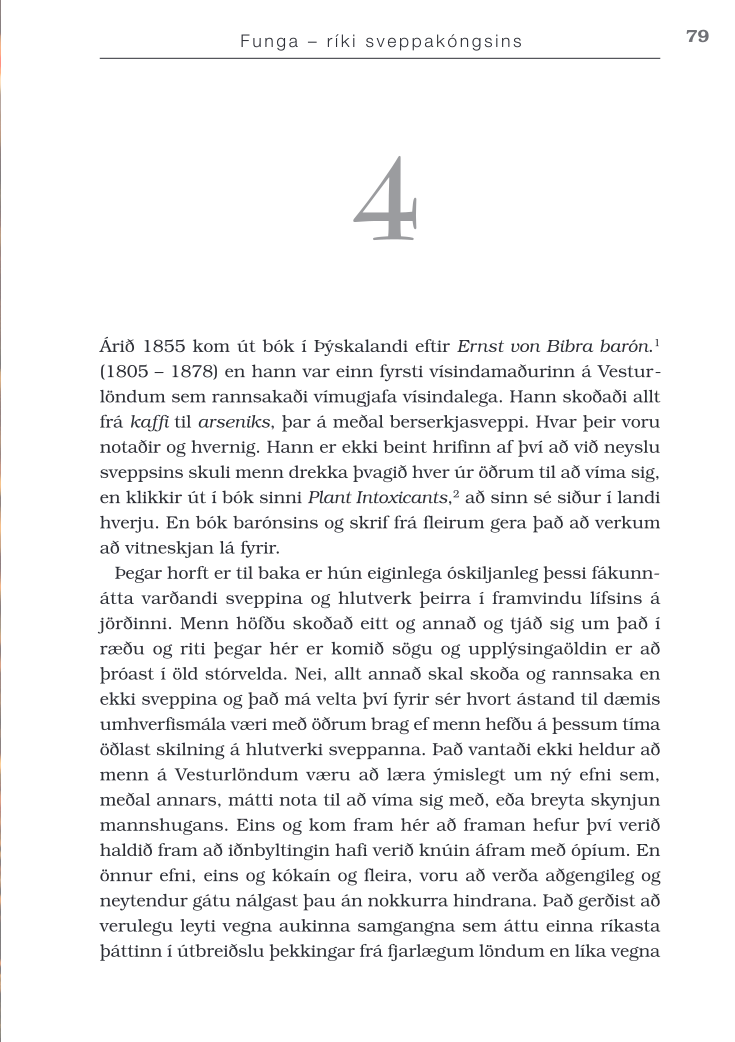 Funga – ríki sveppakóngsins
79
4
Árið 1855 kom út bók í Þýskalandi eftir Ernst von Bibra barón.¹
(1805 – 1878) en hann var einn fyrsti vísindamaðurinn á Vestur-
löndum sem rannsakaði vímugjafa vísindalega. Hann skoðaði allt
frá kaffi til arseniks, þar á meðal berserkjasveppi. Hvar þeir voru
notaðir og hvernig. Hann er ekki beint hrifinn af því að við neyslu
sveppsins skuli menn drekka þvagið hver úr öðrum til að víma sig,
en klikkir út í bók sinni Plant Intoxicants,² að sinn sé siður í landi
hverju. En bók barónsins og skrif frá fleirum gera það að verkum
að vitneskjan lá fyrir.
Þegar horft er til baka er hún eiginlega óskiljanleg þessi fákunn-
átta varðandi sveppina og hlutverk þeirra í framvindu lífsins á
jörðinni. Menn höfðu skoðað eitt og annað og tjáð sig um það í
ræðu og riti þegar hér er komið sögu og upplýsingaöldin er að
þróast í öld stórvelda. Nei, allt annað skal skoða og rannsaka en
ekki sveppina og það má velta því fyrir sér hvort ástand til dæmis
umhverfismála væri með öðrum brag ef menn hefðu á þessum tíma
öðlast skilning á hlutverki sveppanna. Það vantaði ekki heldur að
menn á Vesturlöndum væru að læra ýmislegt um ný efni sem,
meðal annars, mátti nota til að víma sig með, eða breyta skynjun
mannshugans. Eins og kom fram hér að framan hefur því verið
haldið fram að iðnbyltingin hafi verið knúin áfram með ópíum. En
önnur efni, eins og kókaín og fleira, voru að verða aðgengileg og
neytendur gátu nálgast þau án nokkurra hindrana. Það gerðist að
verulegu leyti vegna aukinna samgangna sem áttu einna ríkasta
þáttinn í útbreiðslu þekkingar frá fjarlægum löndum en líka vegna